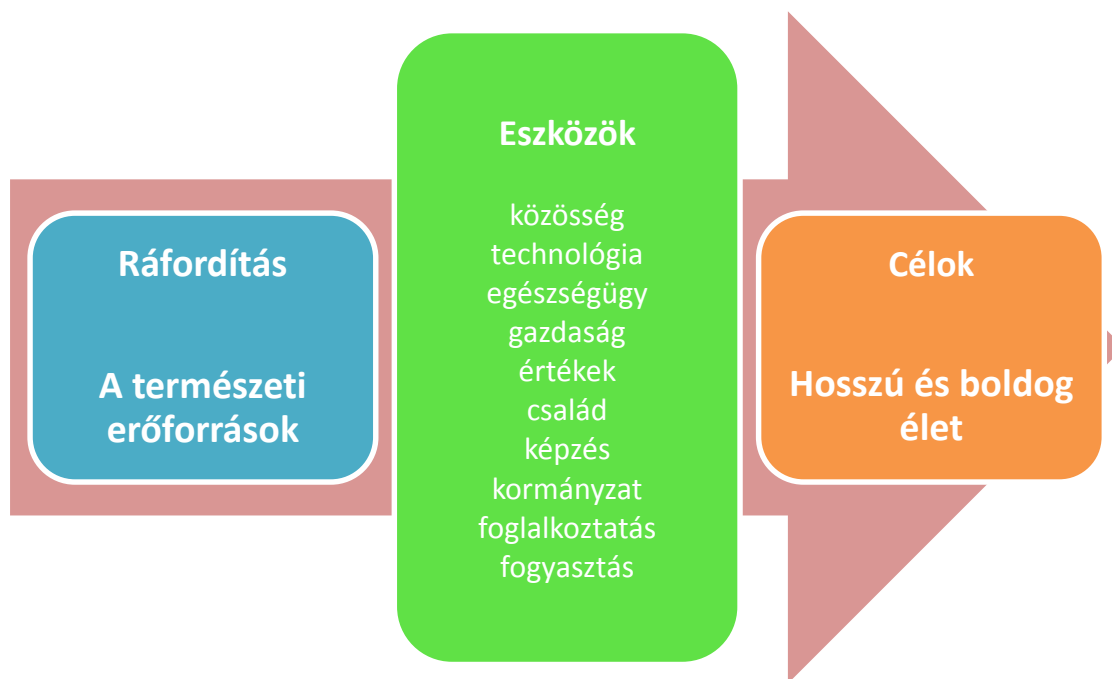 Ráfordítás
A természeti
erőforrások
Eszközök
közösség
technológia
egészségügy
gazdaság
értékek
család
képzés
kormányzat
foglalkoztatás
fogyasztás
Célok
Hosszú és boldog
élet